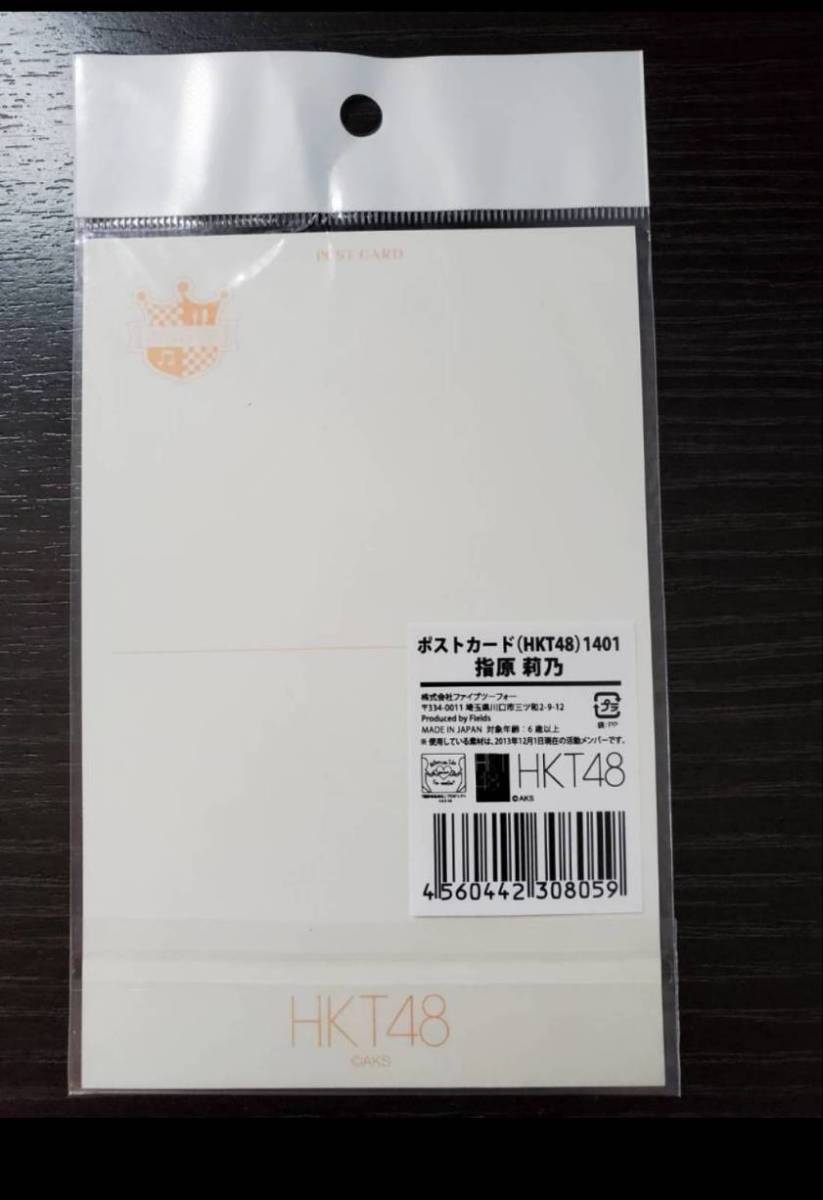 POST CARD
ポストカード(HKT48)1401
指原 莉乃
株式会社ファイブツーフォー
〒334-0011 埼玉県川口市三ツ和2-9-12
Produced by Fields
MADE IN JAPAN 対象年齢:6歳以上
※使用している素材は、2013年12月1日現在の活動メンバーです。
プラ
袋:PP
HKT48
©AKS
4560442308059
HKT48
©AKS